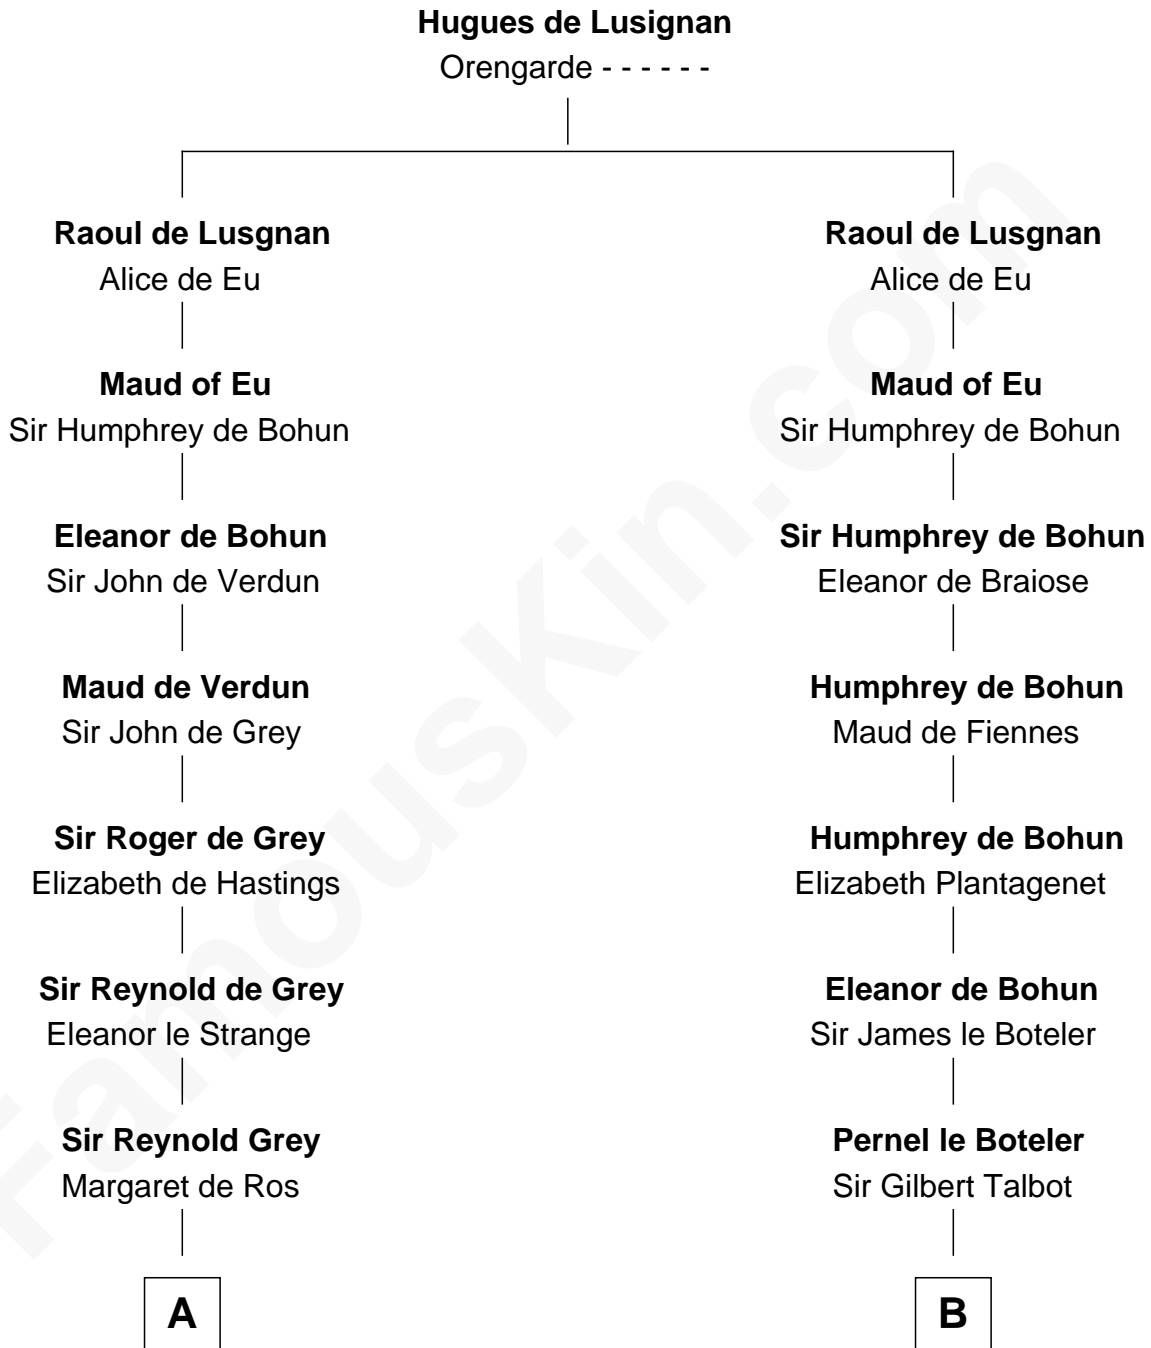 Hugues de Lusignan
Orengarde - - - - - -
Raoul de Lusgnan
Alice de Eu
Raoul de Lusgnan
Alice de Eu
Maud of Eu
Sir Humphrey de Bohun
Maud of Eu
Sir Humphrey de Bohun
Eleanor de Bohun
Sir John de Verdun
Sir Humphrey de Bohun
Eleanor de Braiose
Maud de Verdun
Sir John de Grey
Humphrey de Bohun
Maud de Fiennes
Sir Roger de Grey
Elizabeth de Hastings
Humphrey de Bohun
Elizabeth Plantagenet
Sir Reynold de Grey
Eleanor le Strange
Eleanor de Bohun
Sir James le Boteler
Sir Reynold Grey
Margaret de Ros
Pernel le Boteler
Sir Gilbert Talbot
A
B
FamousKin.com